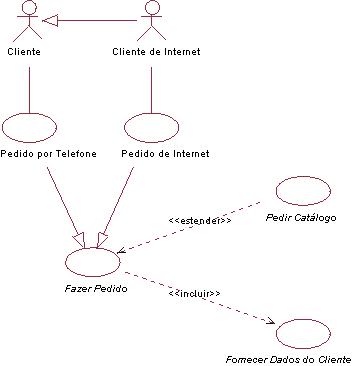 Cliente
Cliente de Internet
Pedido por Telefone
Pedido de Internet
<<estender>>
Pedir Catálogo
Fazer Pedido
<<incluir>>
Fornecer Dados do Cliente